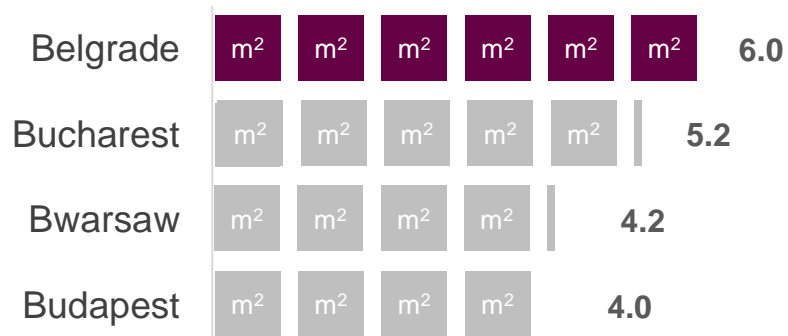 Belgrade m² m² m² m² m² m² 6.0
Bucharest m² m² m² m² m² 5.2
Bwarsaw m² m² m² m² 4.2
Budapest m² m² m² m² 4.0